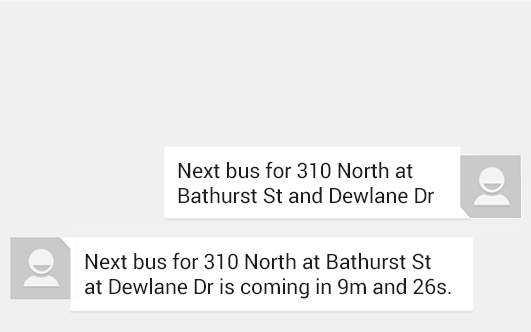 Next bus for 310 North at
Bathurst St and Dewlane Dr
Next bus for 310 North at Bathurst St
at Dewlane Dr is coming in 9m and 26s.